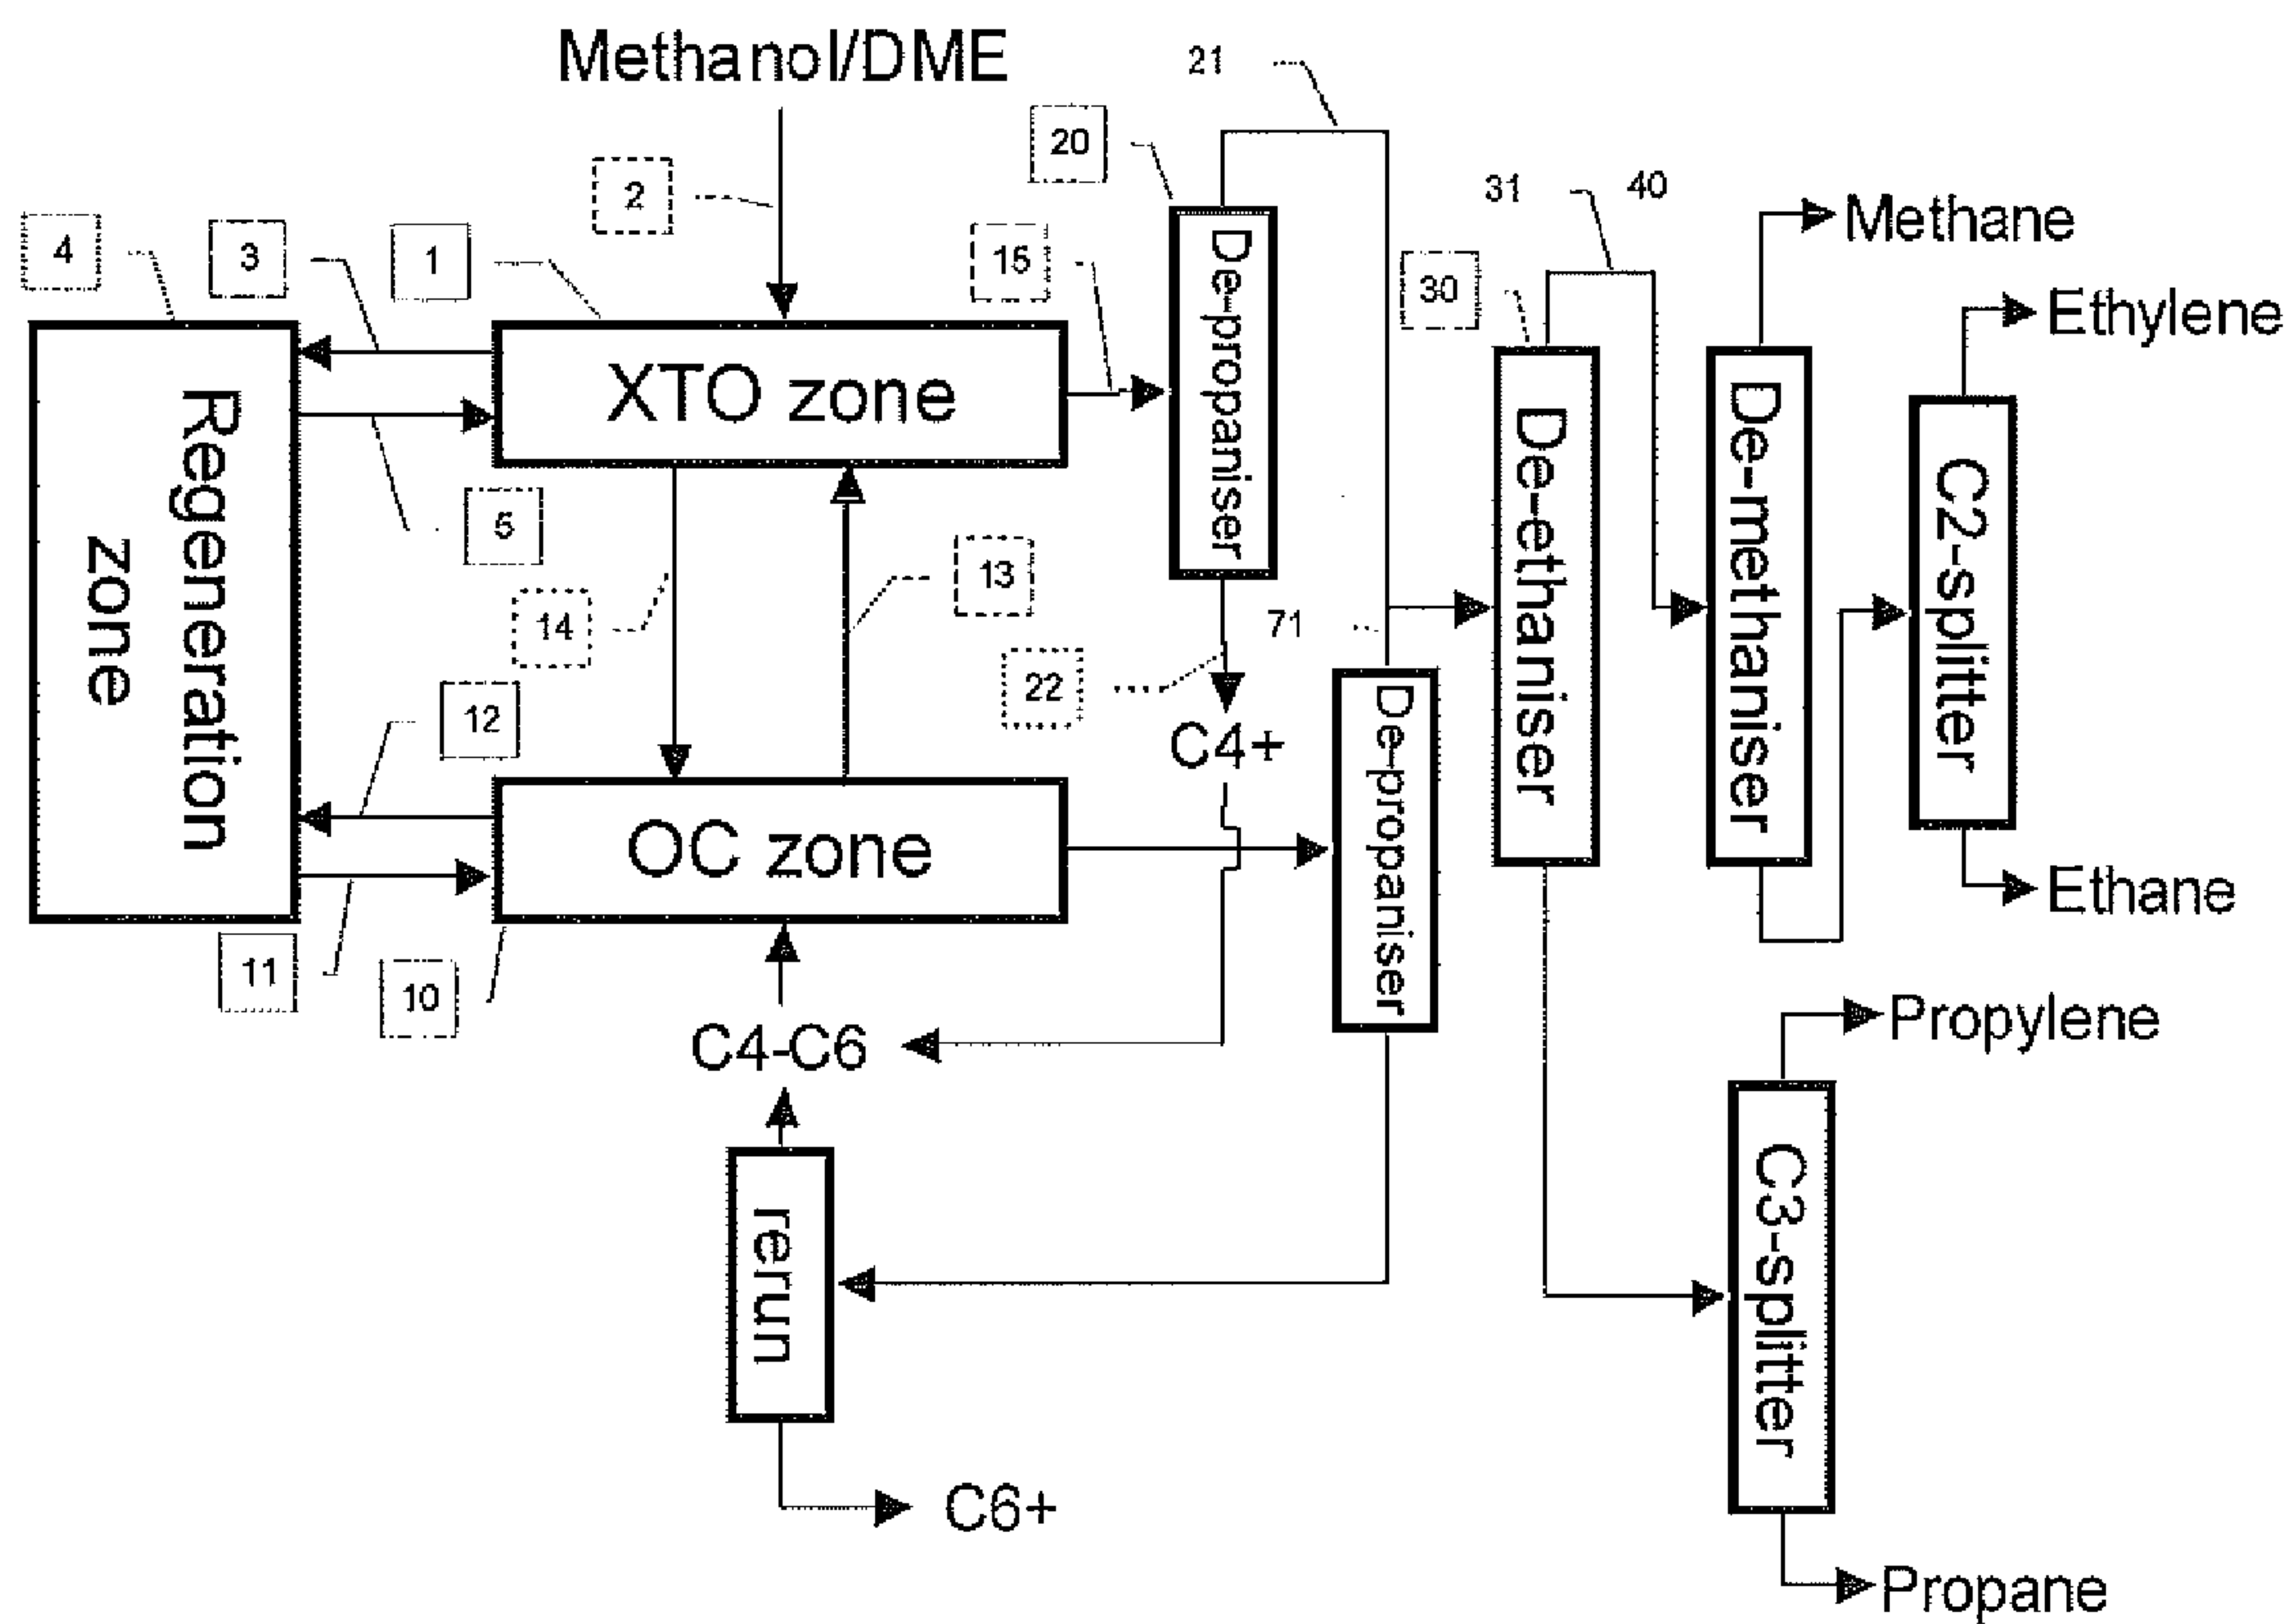 Methanol/DME
21
20
2
31
40
Methane
4
3
1
15
30
Ethylene
De-propaniser
XTO zone
Regeneration
zone
De-ethaniser
De-methaniser
C2-splitter
5
13
14
71
22
12
C4+
De-propaniser
OC zone
Ethane
11
10
C4-C6
Propylene
rerun
C3-splitter
C6+
Propane